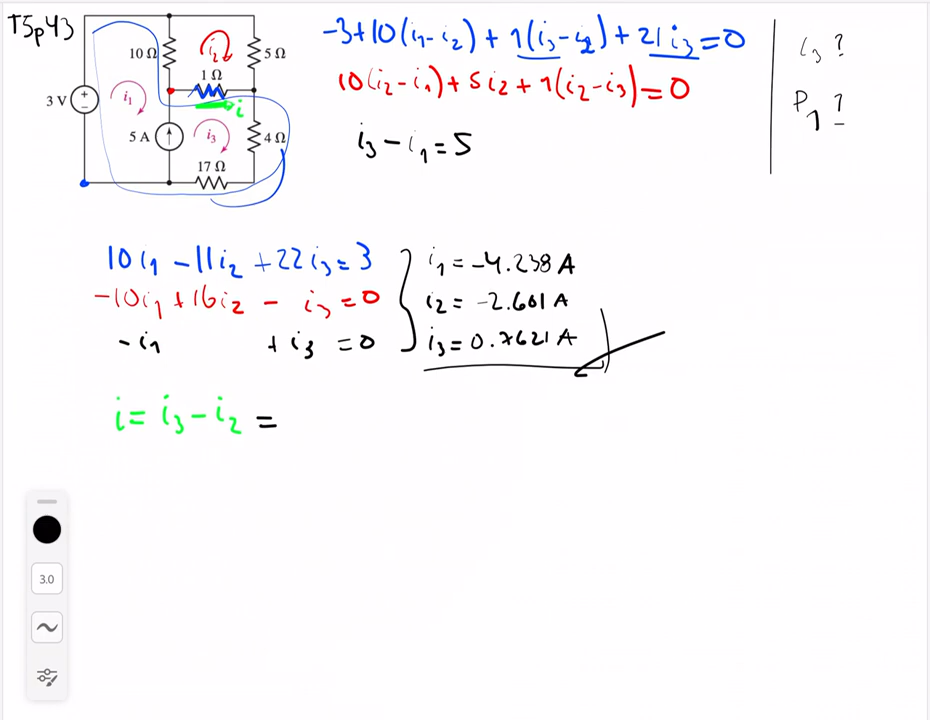 T5p43
10 Ω
i2
5 Ω
1 Ω
i
3 V
+
−
i1
5 A
i3
4 Ω
17 Ω
-3+10(i1-i2) + 1(i3-i2) + 21 i3 = 0
10(i2-i1) + 5i2 + 1(i2-i3) = 0
i3 - i1 = 5
i3 ?
P1 ?
10i1 - 11i2 + 22i3 = 3
-10i1 + 16i2 - i3 = 0
-i1 + i3 = 0
i1 = -4.238 A
i2 = -2.601 A
i3 = 0.7621 A
i = i3 - i2 =
3.0